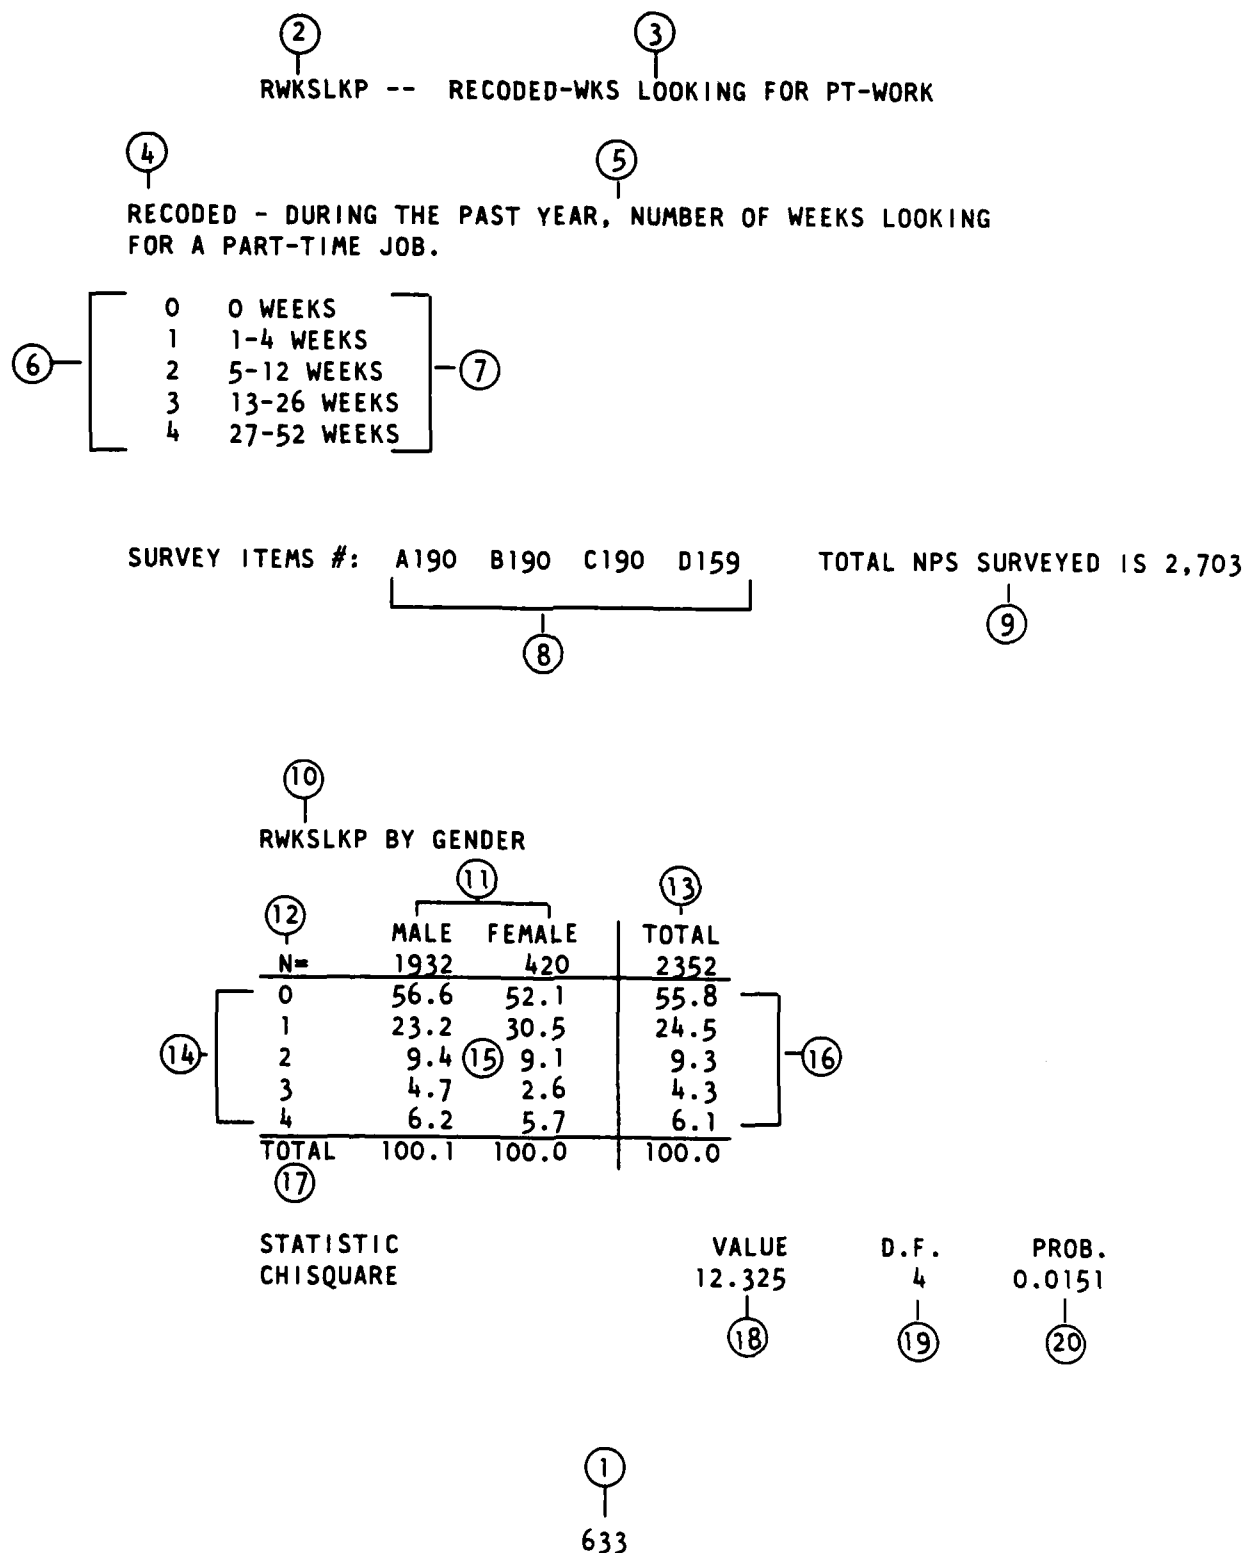 2 3
RWKSLKP -- RECODED-WKS LOOKING FOR PT-WORK
4 5
RECODED - DURING THE PAST YEAR, NUMBER OF WEEKS LOOKING
FOR A PART-TIME JOB.
0 0 WEEKS
1 1-4 WEEKS
6 2 5-12 WEEKS 7
3 13-26 WEEKS
4 27-52 WEEKS
SURVEY ITEMS #: A190 B190 C190 D159 TOTAL NPS SURVEYED IS 2,703
9
8
10
RWKSLKP BY GENDER
11 13
12
MALE FEMALE TOTAL
N= 1932 420 2352
0 56.6 52.1 55.8
1 23.2 30.5 24.5
14 2 9.4 15 9.1 9.3 16
3 4.7 2.6 4.3
4 6.2 5.7 6.1
TOTAL 100.1 100.0 100.0
17
STATISTIC VALUE D.F. PROB.
CHISQUARE 12.325 4 0.0151
18 19 20
1
633